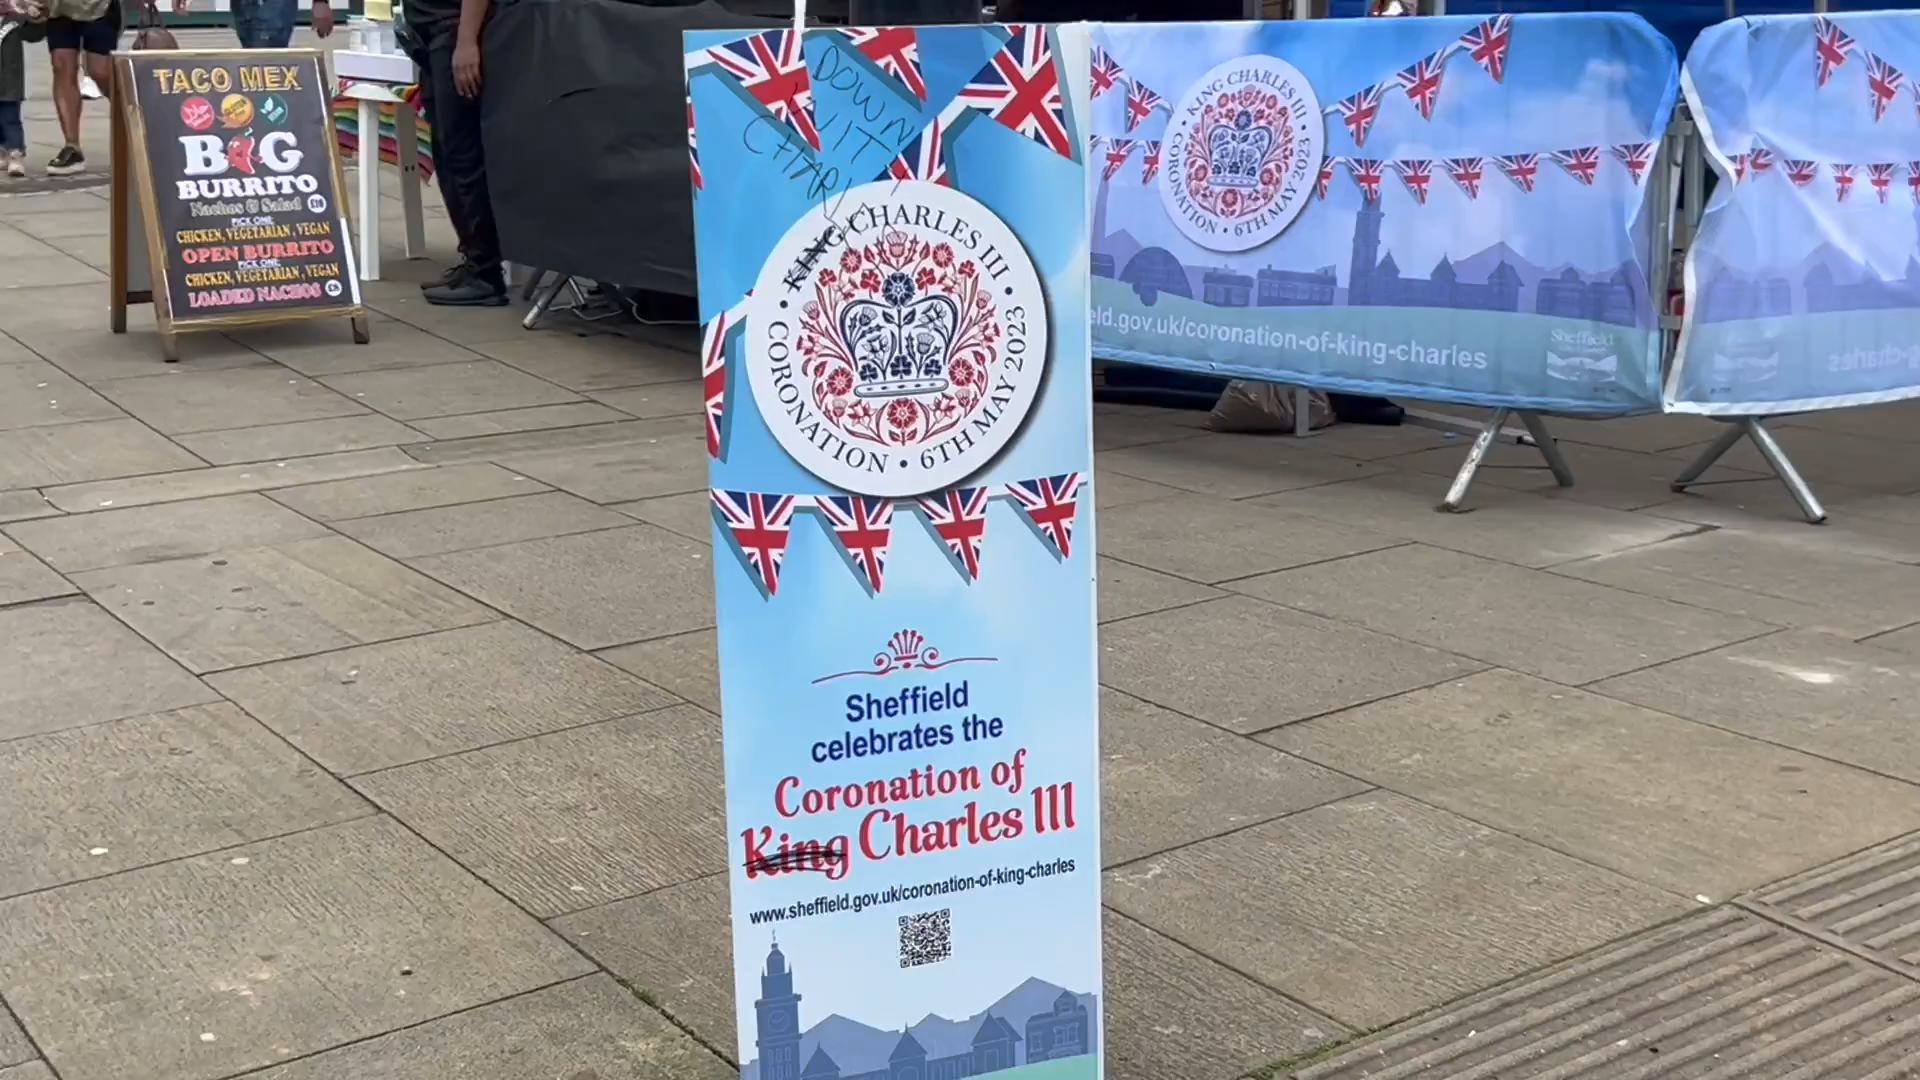 TACO MEX
BIG
BURRITO
Nachos & Salad £10
PICK ONE:
CHICKEN, VEGETARIAN, VEGAN
OPEN BURRITO
PICK ONE:
CHICKEN, VEGETARIAN, VEGAN
LOADED NACHOS
DOWN
WIT
CHARL
KING CHARLES III
CORONATION • 6TH MAY 2023
Sheffield
celebrates the
Coronation of
King Charles III
www.sheffield.gov.uk/coronation-of-king-charles
KING CHARLES III
CORONATION • 6TH MAY 2023
eld.gov.uk/coronation-of-king-charles
Sheffield